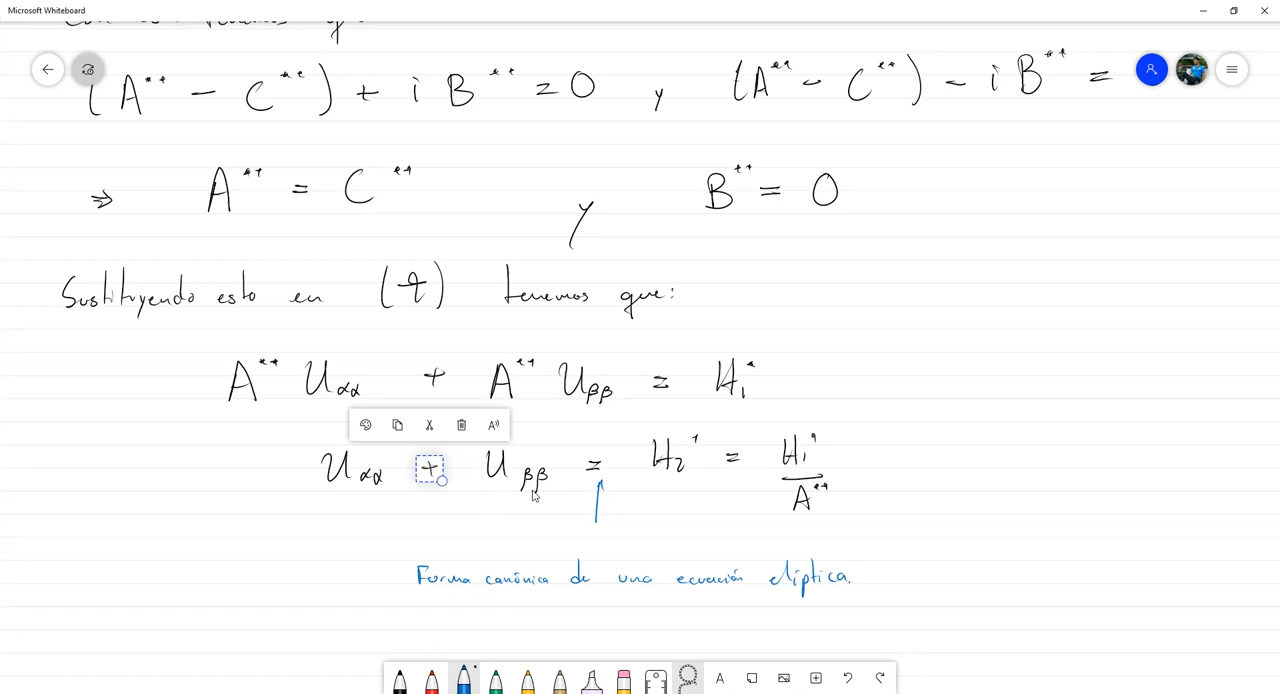 Microsoft Whiteboard
(A** - C**) + i B** = 0 y (A** - C**) - i B** =
⇒ A** = C** y B** = 0
Sustituyendo esto en (†) tenemos que:
A** Uαα + A** Uββ = H₁*
Uαα + Uββ = H₂* = H₁* / A**
Forma canónica de una ecuación elíptica.